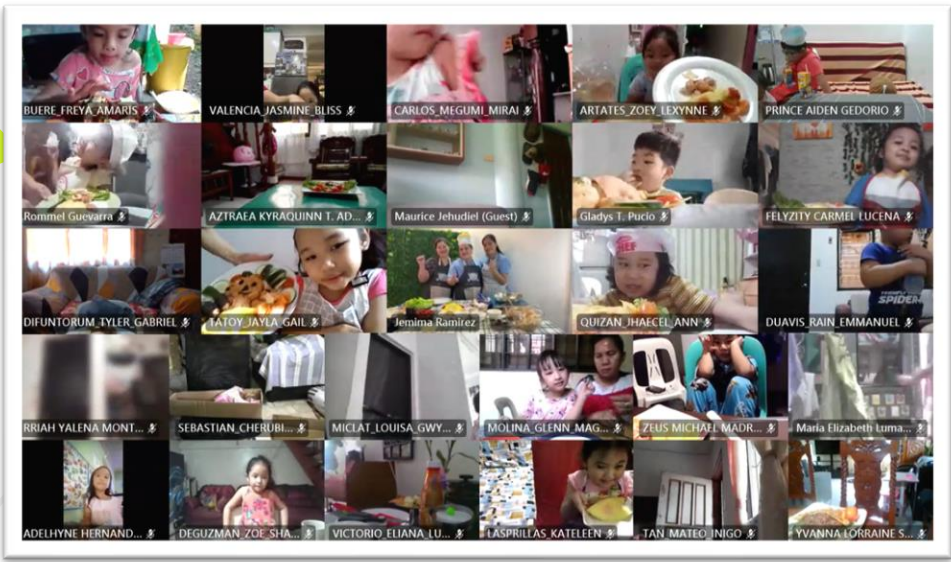 BUERE_FREYA_AMARIS
VALENCIA_JASMINE_BLISS
CARLOS_MEGUMI_MIRAI
ARTATES_ZOEY_LEXYNNE
PRINCE AIDEN GEDORIO
Rommel Guevarra
AZTRAEA KYRAQUINN T. AD...
Maurice Jehudiel (Guest)
Gladys T. Pucio
FELYZITY CARMEL LUCENA
DIFUNTORUM_TYLER_GABRIEL
TATOY_JAYLA_GAIL
Jemima Ramirez
QUIZAN_JHAECEL_ANN
SPIDER
DUAVIS_RAIN_EMMANUEL
RRIAH YALENA MONT...
SEBASTIAN_CHERUBI...
MICLAT_LOUISA_GWY...
MOLINA_GLENN_MAG...
ZEUS MICHAEL MADR...
Maria Elizabeth Luma...
ADELHYNE HERNAND...
DEGUZMAN_ZOE_SHA...
VICTORIO_ELIANA_LU...
LASPRILLAS_KATELEEN
TAN_MATEO_INIGO
YVANNA LORRAINE S...